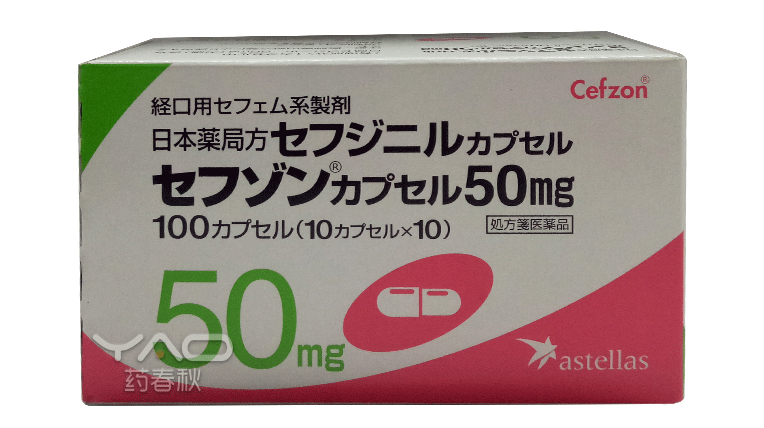 Cefzon®
経口用セフェム系製剤
日本薬局方 セフジニルカプセル
セフゾン®カプセル50mg
100カプセル(10カプセル×10)
処方箋医薬品
50mg
astellas
YAO
药春秋